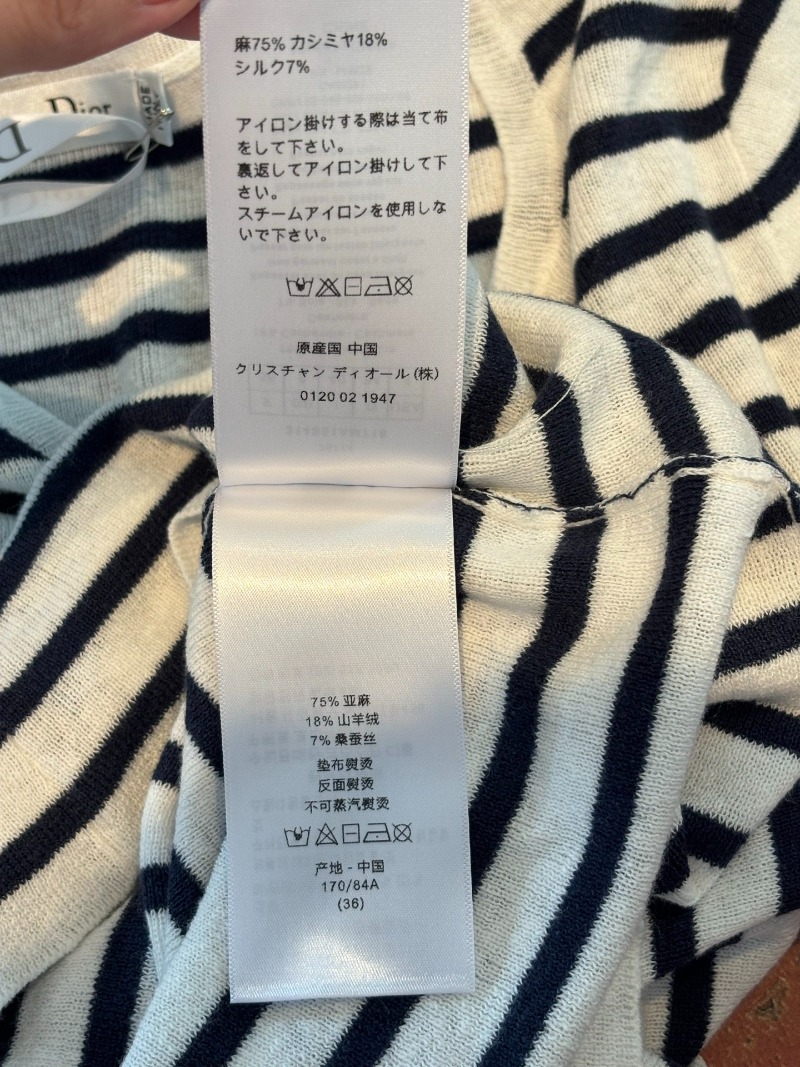 麻75% カシミヤ18%
シルク7%
アイロン掛けする際は当て布
をして下さい。
裏返してアイロン掛けして下
さい。
スチームアイロンを使用しな
いで下さい。
原産国 中国
クリスチャン ディオール (株)
0120 02 1947
Dior
MADE
75% 亚麻
18% 山羊绒
7% 桑蚕丝
垫布熨烫
反面熨烫
不可蒸汽熨烫
产地 - 中国
170/84A
(36)